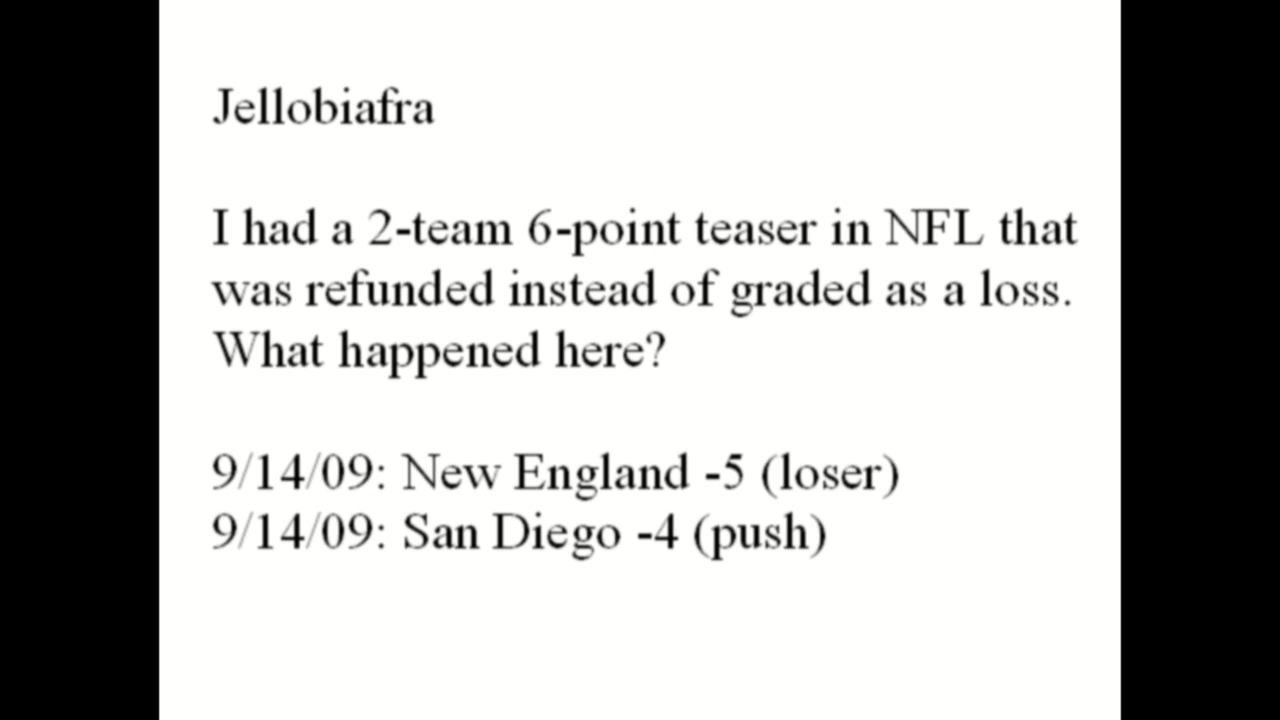 Jellobiafra
I had a 2-team 6-point teaser in NFL that
was refunded instead of graded as a loss.
What happened here?
9/14/09: New England -5 (loser)
9/14/09: San Diego -4 (push)